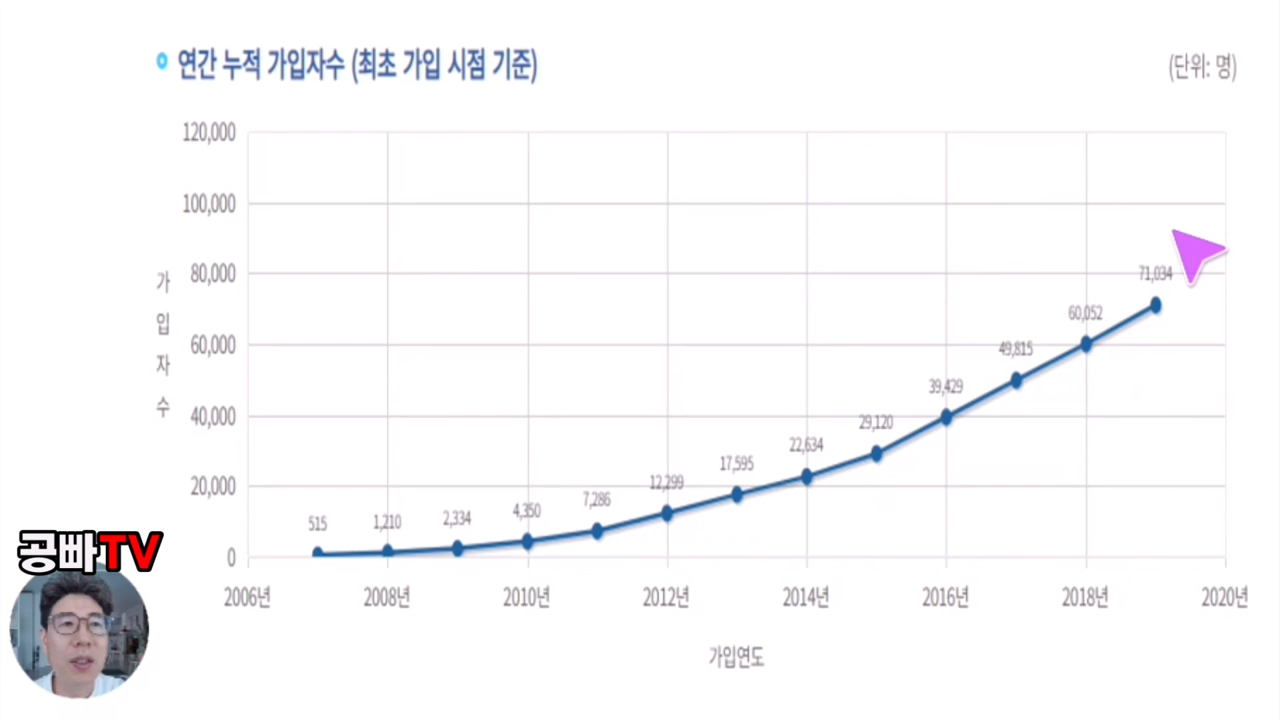 연간 누적 가입자수 (최초 가입 시점 기준)
(단위: 명)
120,000
100,000
80,000
60,000
40,000
20,000
0
가
입
자
수
515
1,210
2,334
4,350
7,286
12,299
17,595
22,634
29,120
39,429
49,815
60,052
71,034
2006년
2008년
2010년
2012년
2014년
2016년
2018년
2020년
가입연도
공빠TV